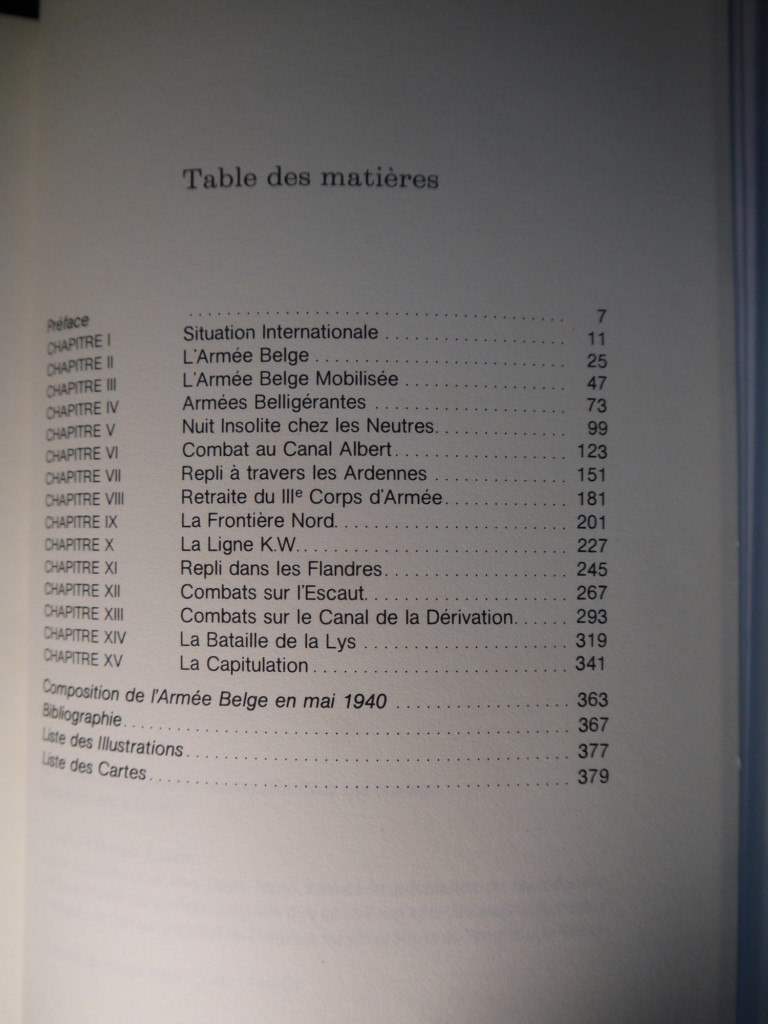 Table des matières
Préface . . . . . . . . . . . . . . . . . . . . 7
CHAPITRE I Situation Internationale . . . . . . . . . . 11
CHAPITRE II L'Armée Belge . . . . . . . . . . 25
CHAPITRE III L'Armée Belge Mobilisée . . . . . . . . . . 47
CHAPITRE IV Armées Belligérantes . . . . . . . . . . 73
CHAPITRE V Nuit Insolite chez les Neutres . . . . . . . . . . 99
CHAPITRE VI Combat au Canal Albert . . . . . . . . . . 123
CHAPITRE VII Repli à travers les Ardennes . . . . . . . . . . 151
CHAPITRE VIII Retraite du IIIe Corps d'Armée . . . . . . . . . . 181
CHAPITRE IX La Frontière Nord . . . . . . . . . . 201
CHAPITRE X La Ligne K.W. . . . . . . . . . . 227
CHAPITRE XI Repli dans les Flandres . . . . . . . . . . 245
CHAPITRE XII Combats sur l'Escaut . . . . . . . . . . 267
CHAPITRE XIII Combats sur le Canal de la Dérivation . . . . . 293
CHAPITRE XIV La Bataille de la Lys . . . . . . . . . . 319
CHAPITRE XV La Capitulation . . . . . . . . . . 341
Composition de l'Armée Belge en mai 1940 . . . . . . . . . . 363
Bibliographie . . . . . . . . . . 367
Liste des Illustrations . . . . . . . . . . 377
Liste des Cartes . . . . . . . . . . 379